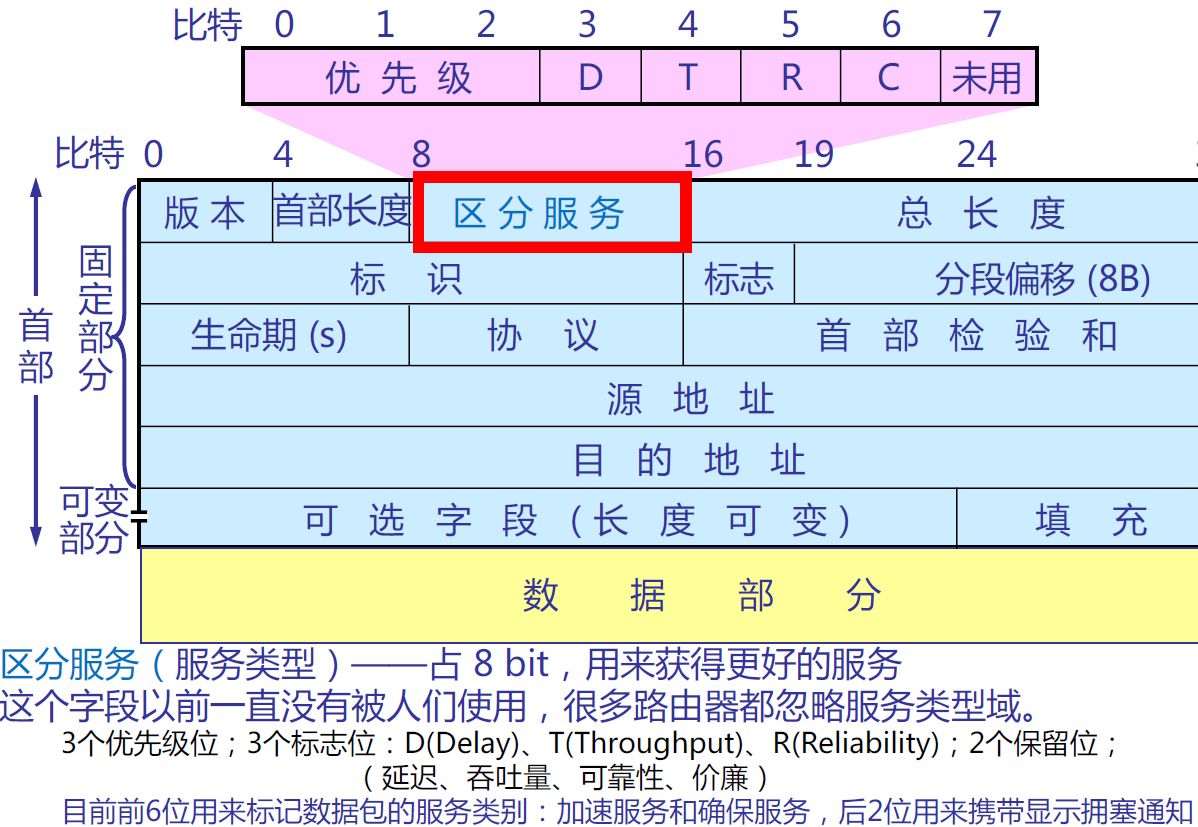 比特 0 1 2 3 4 5 6 7
优 先 级 D T R C 未用
比特 0 4 8 16 19 24
版 本 首部长度 区 分 服 务 总 长 度
标 识 标志 分段偏移 (8B)
生命期 (s) 协 议 首 部 检 验 和
源 地 址
目 的 地 址
可 选 字 段 ( 长 度 可 变 ) 填 充
数 据 部 分
首部
固定部分
可变
部分
区分服务（服务类型）——占 8 bit，用来获得更好的服务
这个字段以前一直没有被人们使用，很多路由器都忽略服务类型域。
3个优先级位；3个标志位：D(Delay)、T(Throughput)、R(Reliability)；2个保留位；
（延迟、吞吐量、可靠性、价廉）
目前前6位用来标记数据包的服务类别：加速服务和确保服务，后2位用来携带显示拥塞通知